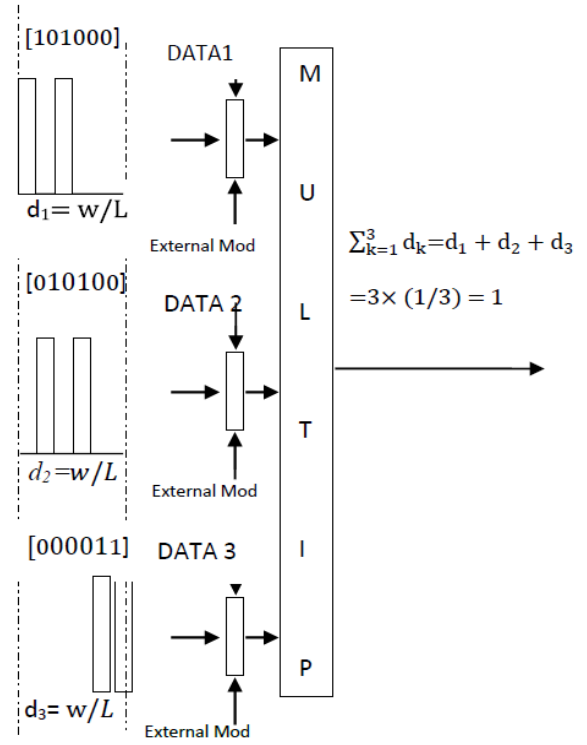 [101000]
DATA1
d₁= w/L
External Mod
[010100]
DATA 2
d₂=w/L
External Mod
[000011]
DATA 3
d₃= w/L
External Mod
M
U
L
T
I
P
∑³ₖ₌₁ dₖ=d₁ + d₂ + d₃
=3× (1/3) = 1